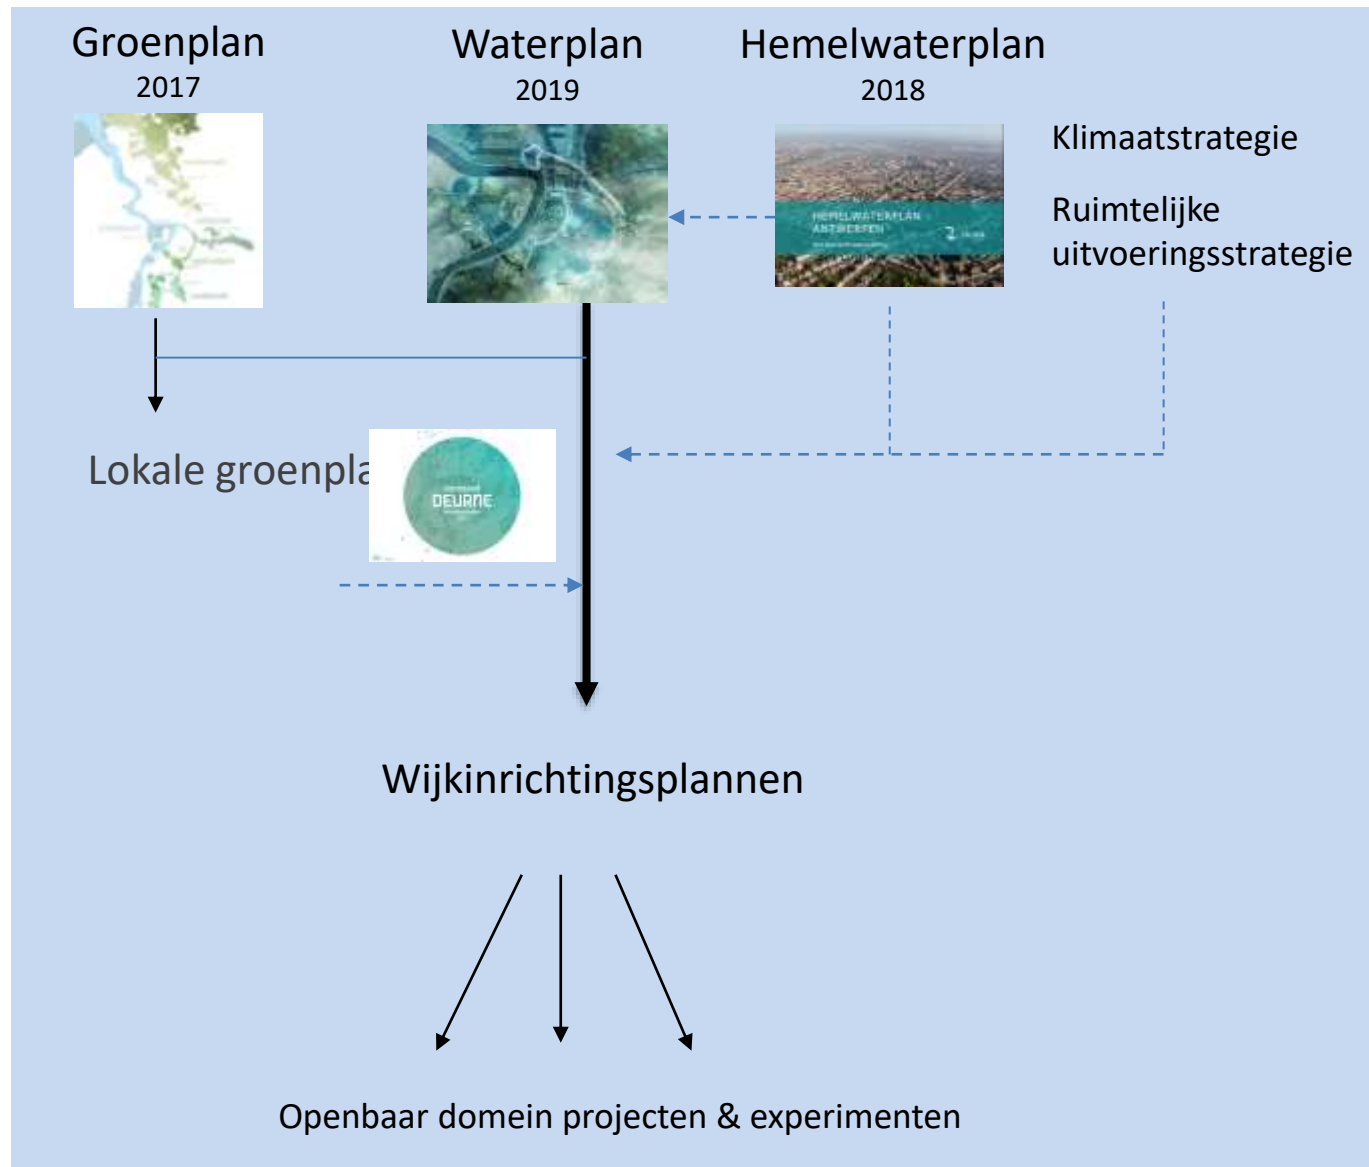 Groenplan
2017
Waterplan
2019
Hemelwaterplan
2018
Klimaatstrategie
Ruimtelijke
uitvoeringsstrategie
HEMELWATERPLAN
ANTWERPEN
Lokale groenpla
DEURNE
Wijkinrichtingsplannen
Openbaar domein projecten & experimenten